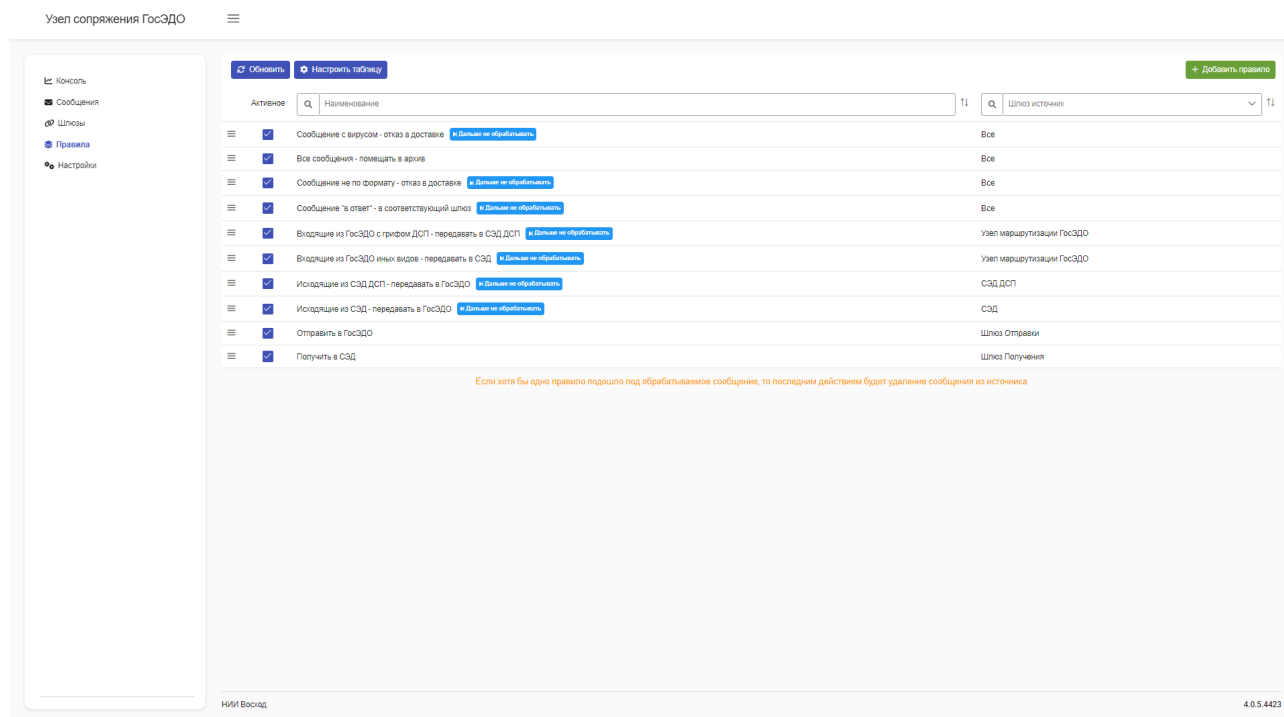 Узел сопряжения ГосЭДО
Консоль
Сообщения
Шлюзы
Правила
Настройки
Обновить Настроить таблицу + Добавить правило
Активное Наименование Шлюз источник
Сообщение с вирусом - отказ в доставке Дальше не обрабатывать Все
Все сообщения - помещать в архив Все
Сообщение не по формату - отказ в доставке Дальше не обрабатывать Все
Сообщение "в ответ" - в соответствующий шлюз Дальше не обрабатывать Все
Входящие из ГосЭДО с грифом ДСП - передавать в СЭД ДСП Дальше не обрабатывать Узел маршрутизации ГосЭДО
Входящие из ГосЭДО иных видов - передавать в СЭД Дальше не обрабатывать Узел маршрутизации ГосЭДО
Исходящие из СЭД ДСП - передавать в ГосЭДО Дальше не обрабатывать СЭД ДСП
Исходящие из СЭД - передавать в ГосЭДО Дальше не обрабатывать СЭД
Отправить в ГосЭДО Шлюз Отправки
Получить в СЭД Шлюз Получения
Если хотя бы одно правило подошло под обрабатываемое сообщение, то последним действием будет удаление сообщения из источника
НИИ Восход 4.0.5.4423